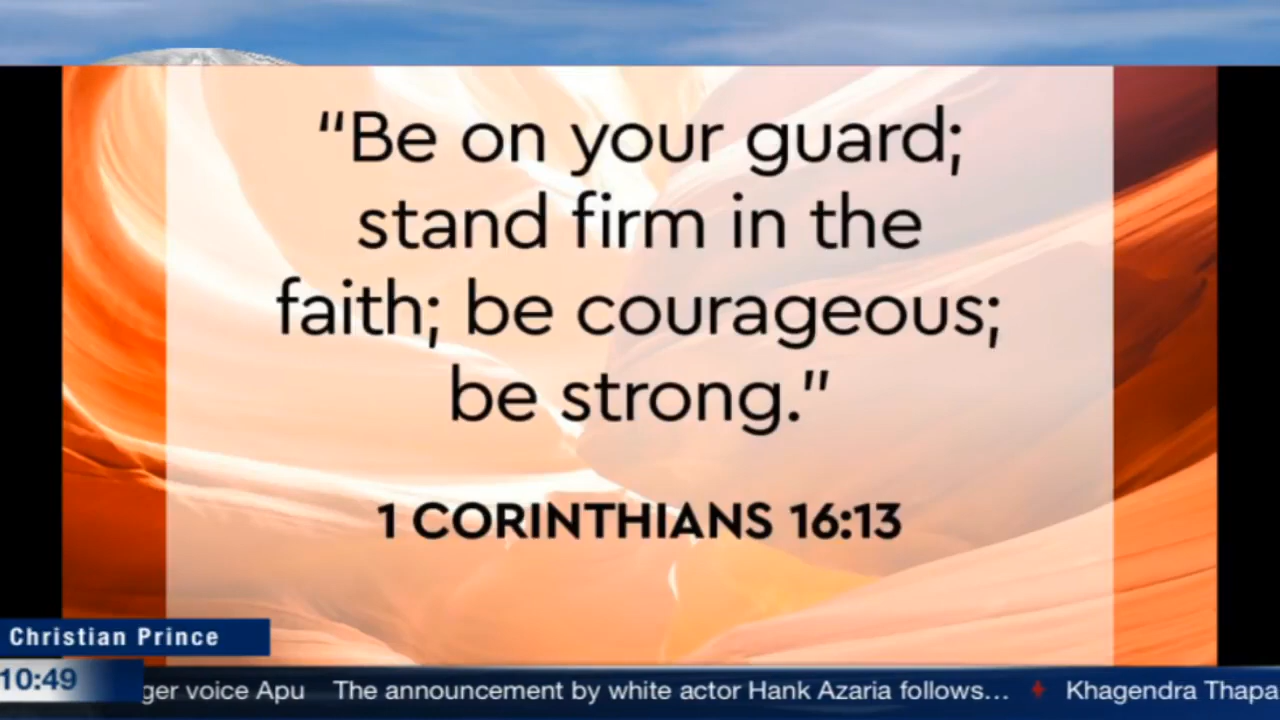 “Be on your guard;
stand firm in the
faith; be courageous;
be strong.”
1 CORINTHIANS 16:13
Christian Prince
10:49
ger voice Apu The announcement by white actor Hank Azaria follows... Khagendra Thapa